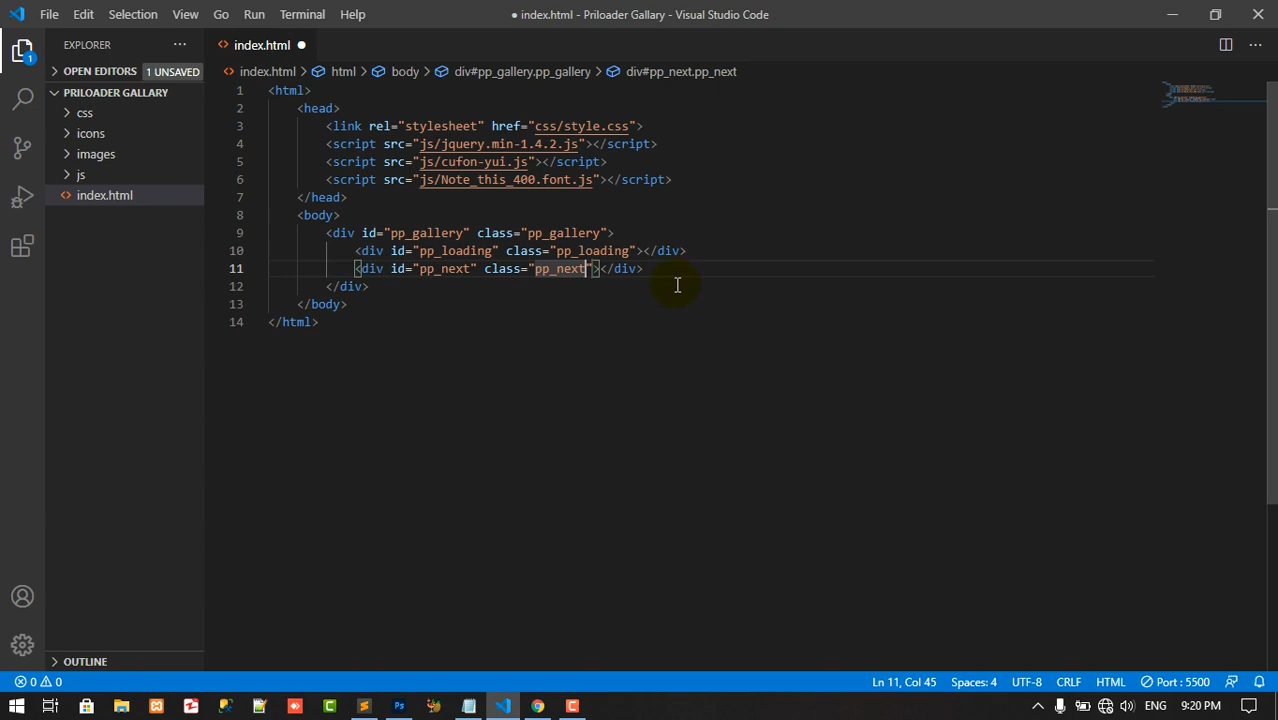 File Edit Selection View Go Run Terminal Help
● index.html - Priloader Gallary - Visual Studio Code
EXPLORER
index.html
OPEN EDITORS 1 UNSAVED
index.html > html > body > div#pp_gallery.pp_gallery > div#pp_next.pp_next
PRILOADER GALLARY
css
icons
images
js
index.html
1 <html>
2 <head>
3 <link rel="stylesheet" href="css/style.css">
4 <script src="js/jquery.min-1.4.2.js"></script>
5 <script src="js/cufon-yui.js"></script>
6 <script src="js/Note_this_400.font.js"></script>
7 </head>
8 <body>
9 <div id="pp_gallery" class="pp_gallery">
10 <div id="pp_loading" class="pp_loading"></div>
11 <div id="pp_next" class="pp_next"></div>
12 </div>
13 </body>
14 </html>
1
OUTLINE
0 0
Ln 11, Col 45 Spaces: 4 UTF-8 CRLF HTML Port : 5500
ENG 9:20 PM